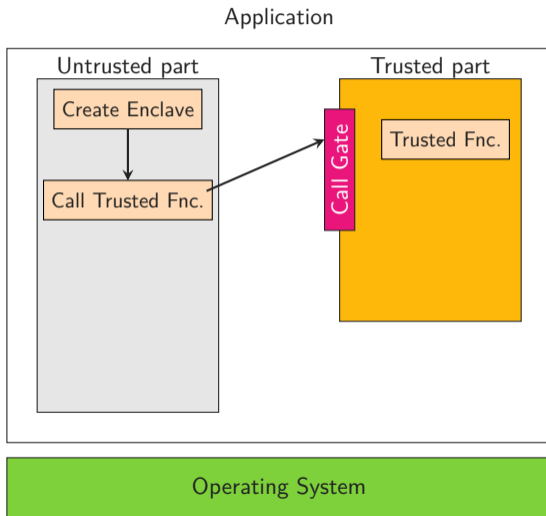 Application
Untrusted part
Trusted part
Create Enclave
Call Gate
Trusted Fnc.
Call Trusted Fnc.
Operating System